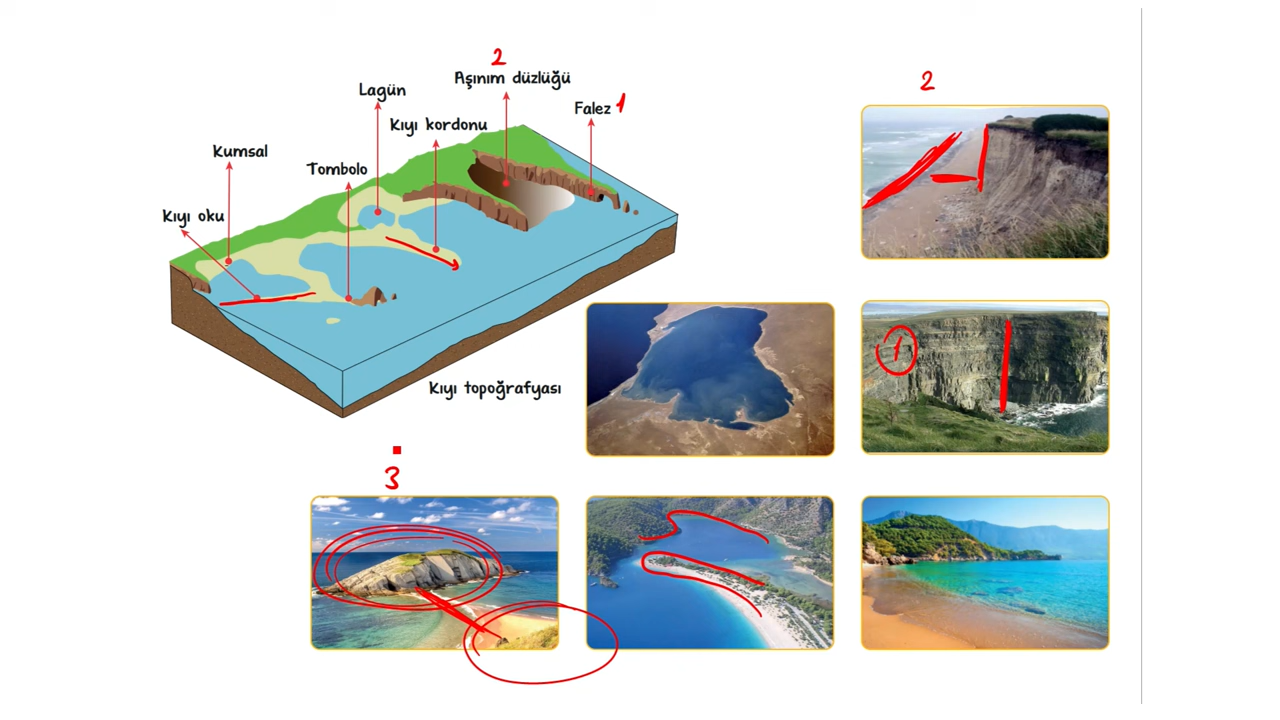 2
Aşınım düzlüğü
Lagün
Falez 1
Kıyı kordonu
Kumsal
Tombolo
Kıyı oku
Kıyı topoğrafyası
2
1
3